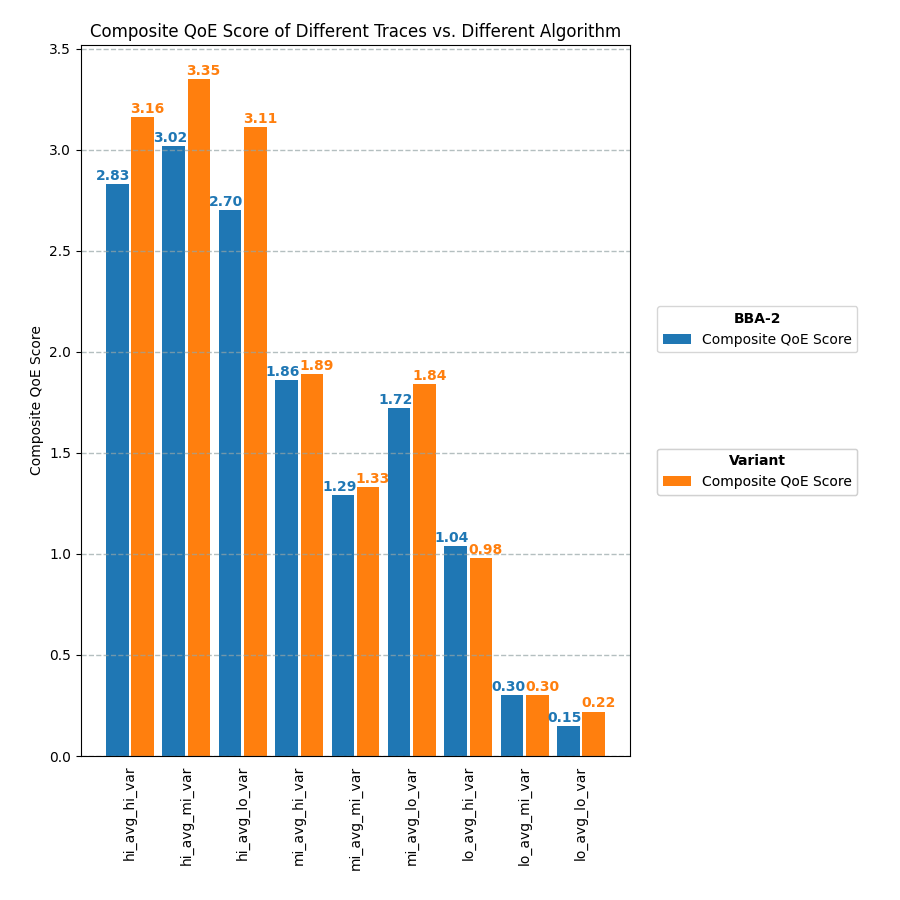 Composite QoE Score of Different Traces vs. Different Algorithm
Composite QoE Score
3.5
3.0
2.5
2.0
1.5
1.0
0.5
0.0
2.83
3.16
3.02
3.35
2.70
3.11
1.86
1.89
1.29
1.33
1.72
1.84
1.04
0.98
0.30
0.30
0.15
0.22
hi_avg_hi_var
hi_avg_mi_var
hi_avg_lo_var
mi_avg_hi_var
mi_avg_mi_var
mi_avg_lo_var
lo_avg_hi_var
lo_avg_mi_var
lo_avg_lo_var
BBA-2
Composite QoE Score
Variant
Composite QoE Score